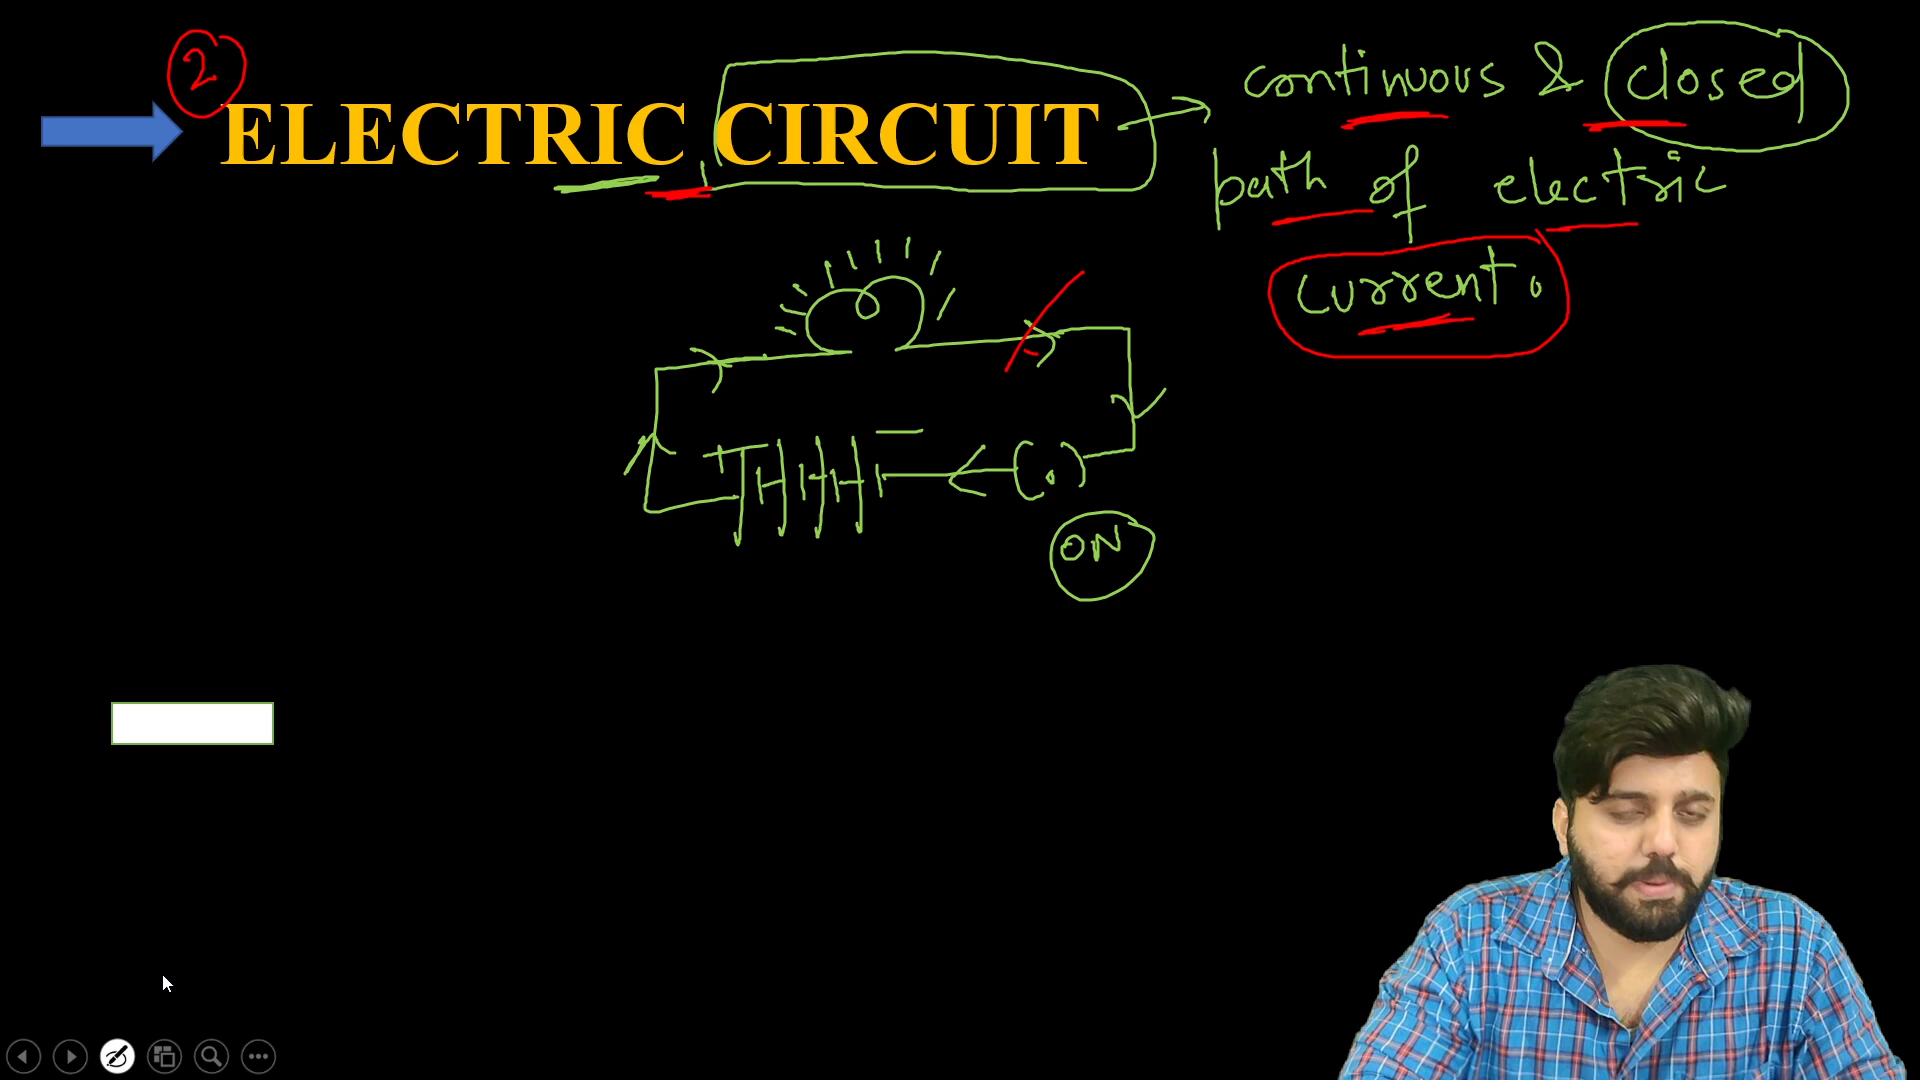 2
ELECTRIC CIRCUIT
continuous & closed
path of electric
current.
+ –
(.)
ON